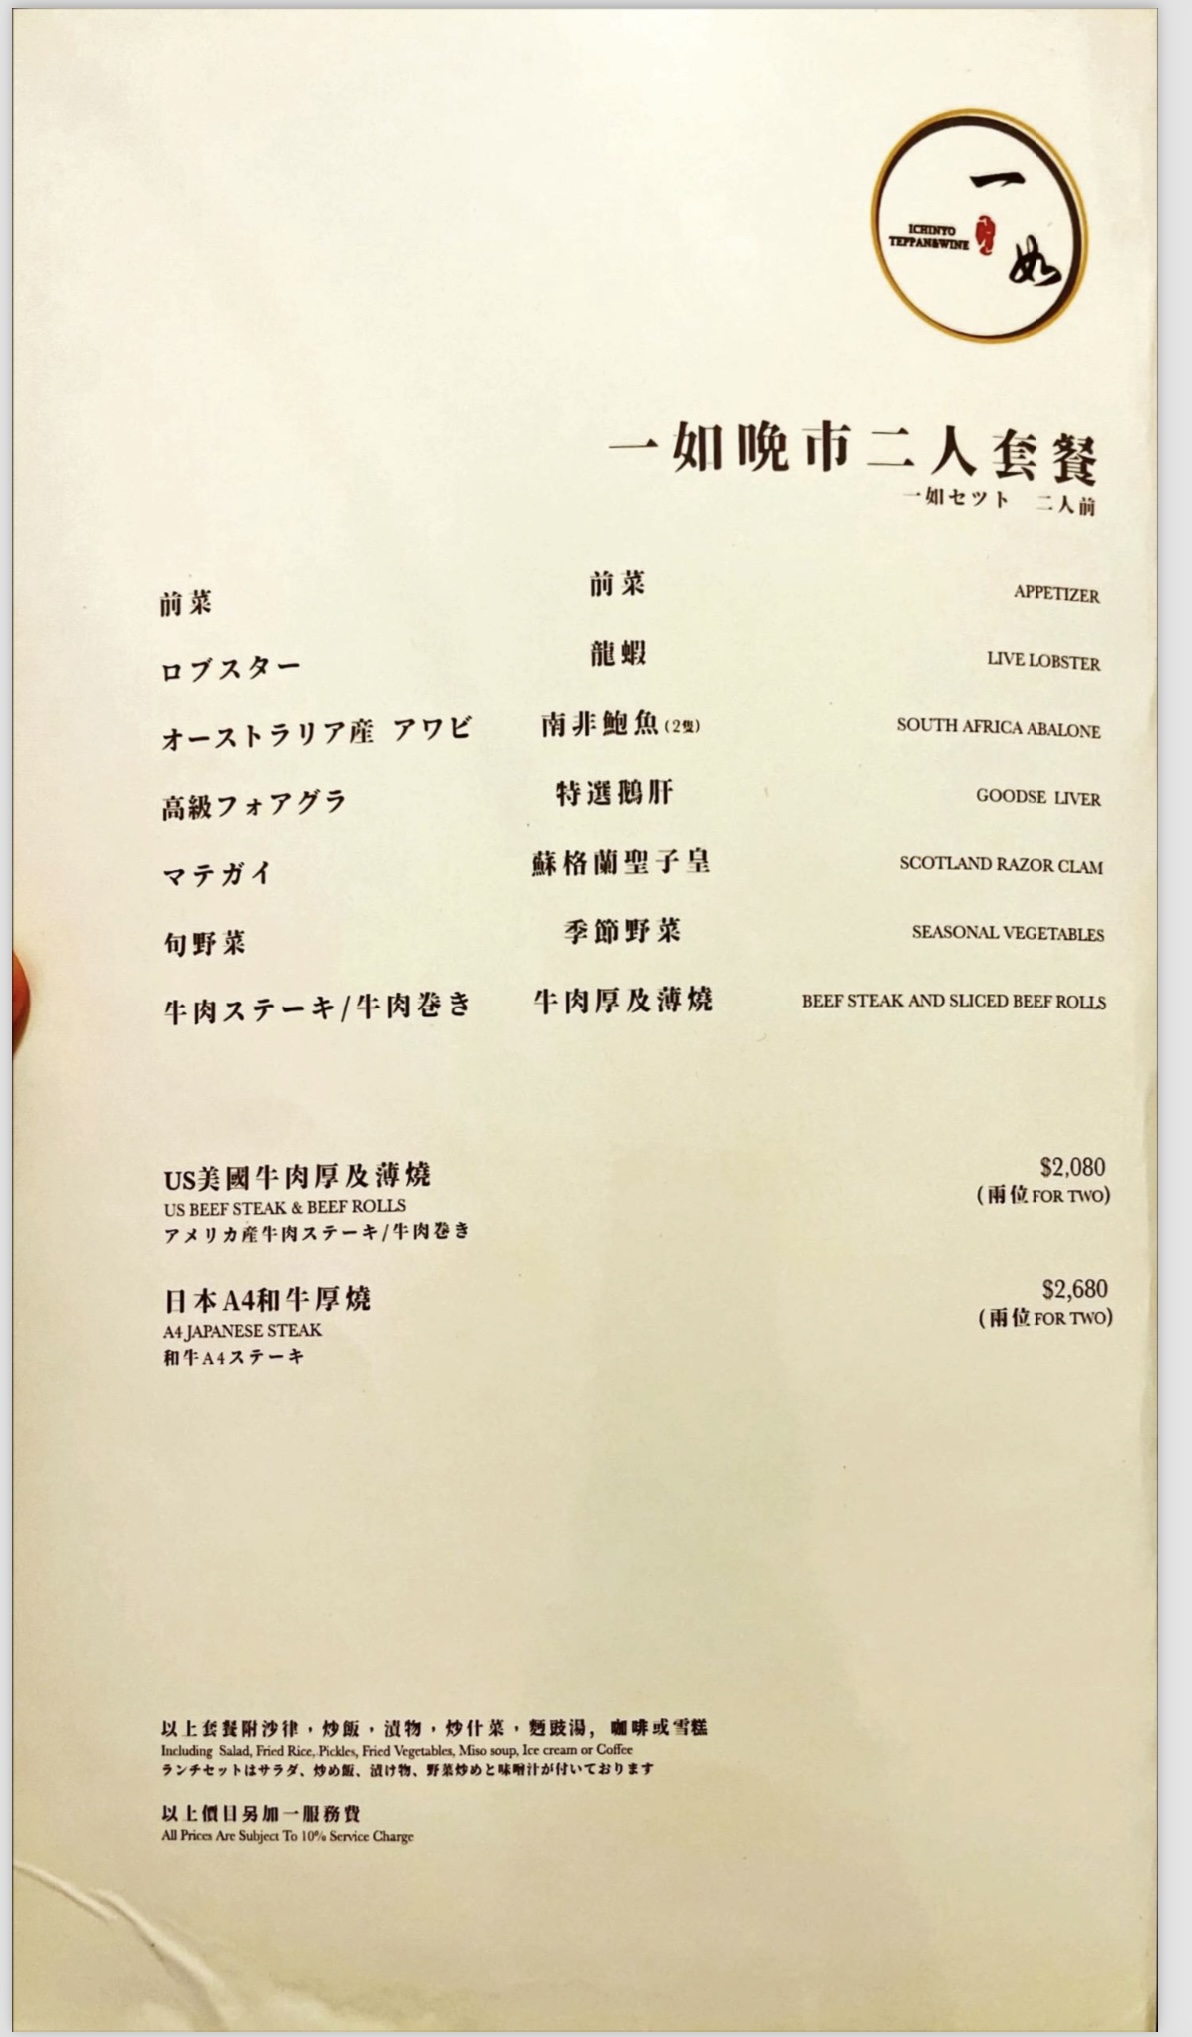 一
如
ICHINYO
TEPPAN&WINE
一如晚市二人套餐
一如セツト 二人前
前菜 前菜 APPETIZER
ロブスター 龍蝦 LIVE LOBSTER
オーストラリア産 アワビ 南非鮑魚(2隻) SOUTH AFRICA ABALONE
高級フォアグラ 特選鵝肝 GOODSE LIVER
マテガイ 蘇格蘭聖子皇 SCOTLAND RAZOR CLAM
旬野菜 季節野菜 SEASONAL VEGETABLES
牛肉ステーキ/牛肉巻き 牛肉厚及薄燒 BEEF STEAK AND SLICED BEEF ROLLS
US美國牛肉厚及薄燒 $2,080
US BEEF STEAK & BEEF ROLLS (兩位FOR TWO)
アメリカ産牛肉ステーキ/牛肉巻き
日本A4和牛厚燒 $2,680
A4 JAPANESE STEAK (兩位FOR TWO)
和牛A4ステーキ
以上套餐附沙律，炒飯，漬物，炒什菜，麵豉湯, 咖啡或雪糕
Including Salad, Fried Rice, Pickles, Fried Vegetables, Miso soup, Ice cream or Coffee
ランチセットはサラダ、炒め飯、漬け物、野菜炒めと味噌汁が付いております
以上價目另加一服務費
All Prices Are Subject To 10% Service Charge